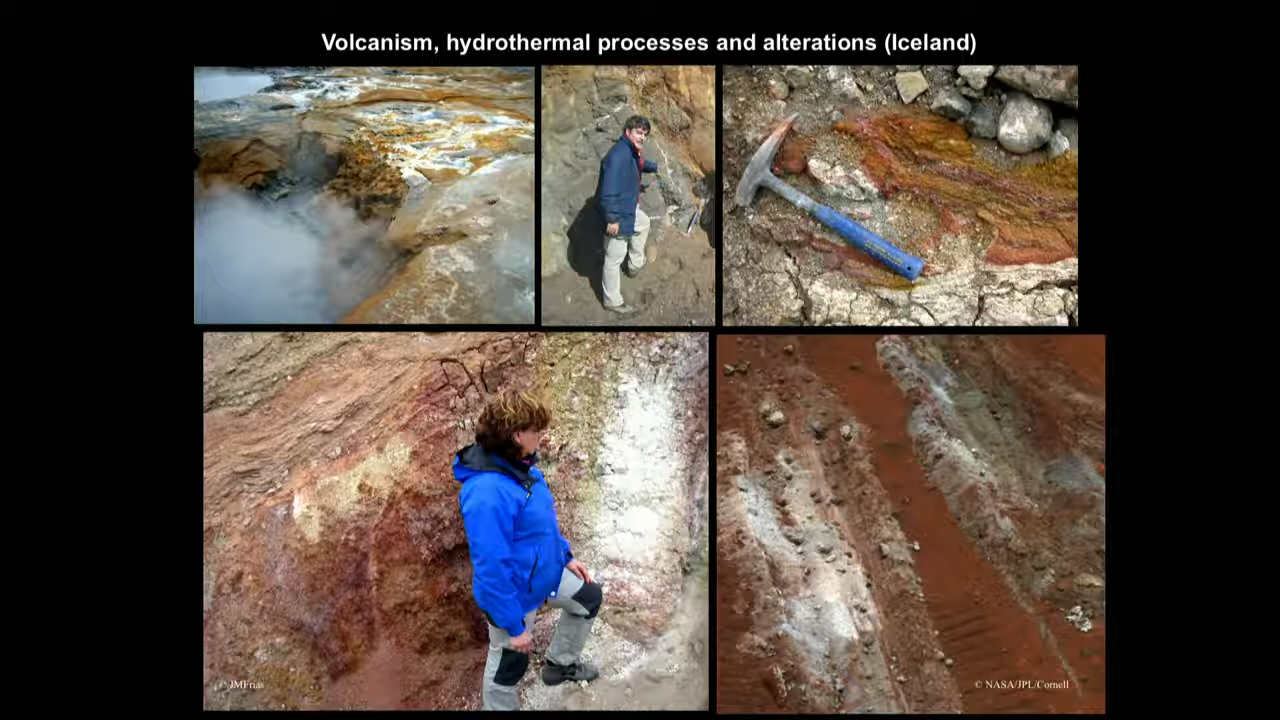 Volcanism, hydrothermal processes and alterations (Iceland)
© JMFrias
© NASA/JPL/Cornell